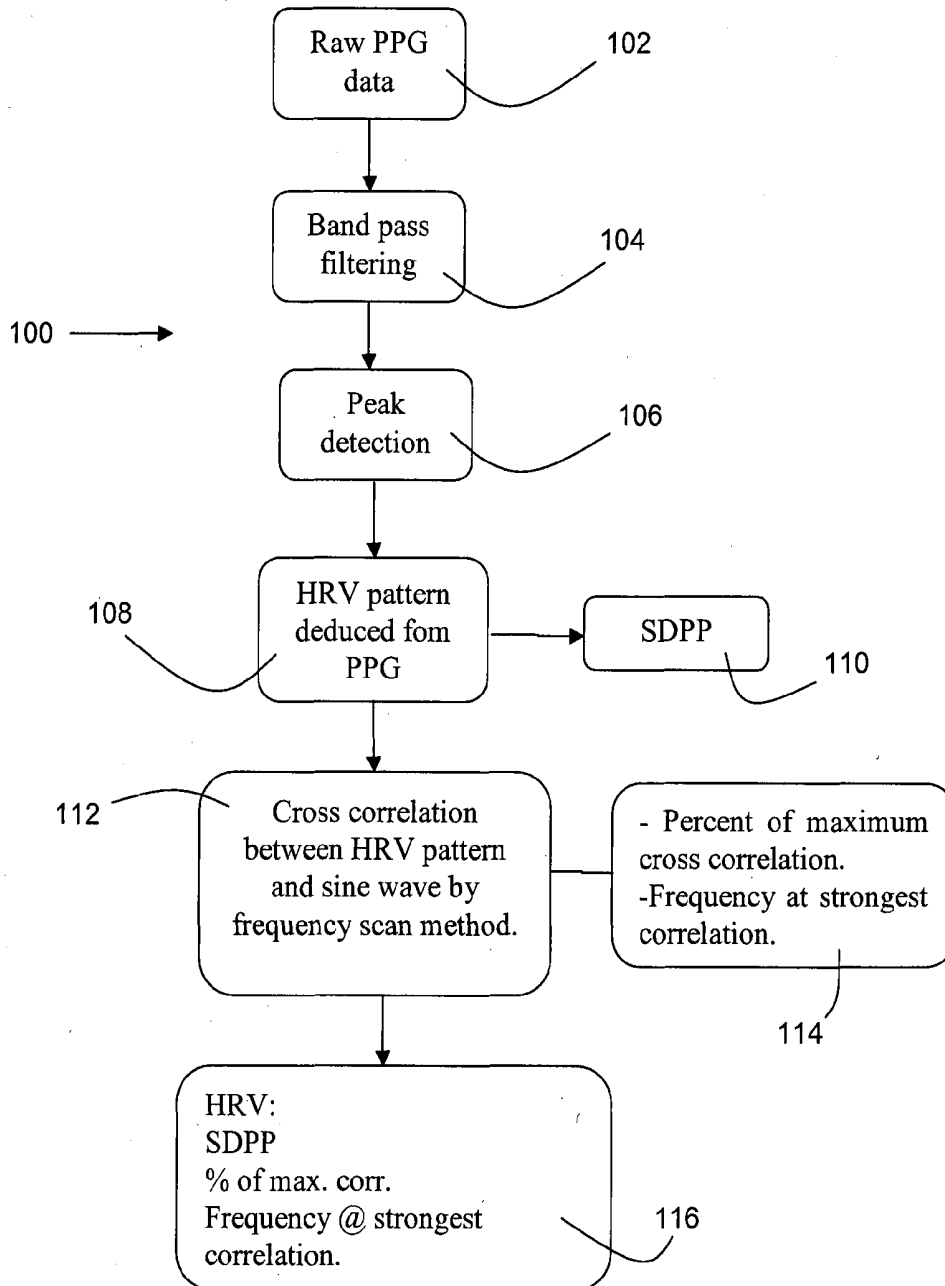 Raw PPG
data
102
Band pass
filtering
104
100
Peak
detection
106
HRV pattern
deduced fom
PPG
108
SDPP
110
112
Cross correlation
between HRV pattern
and sine wave by
frequency scan method.
- Percent of maximum
cross correlation.
-Frequency at strongest
correlation.
114
HRV:
SDPP
% of max. corr.
Frequency @ strongest
correlation.
116